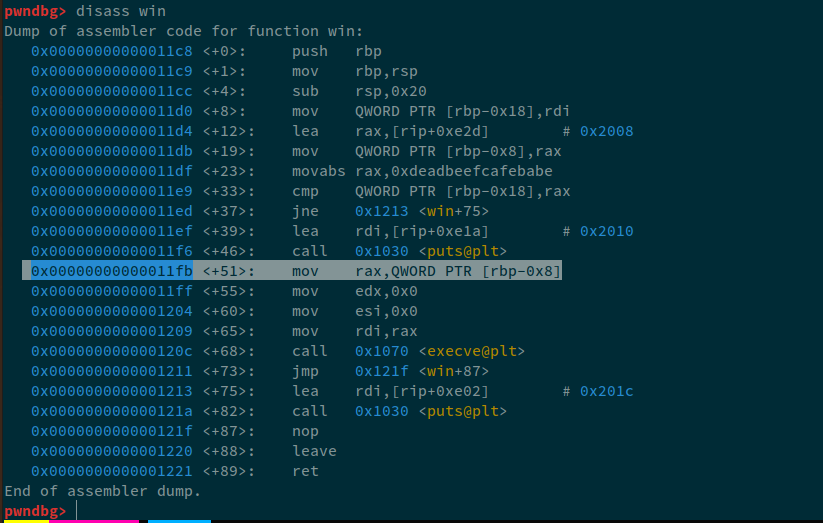 pwndbg> disass win
Dump of assembler code for function win:
   0x00000000000011c8 <+0>:     push   rbp
   0x00000000000011c9 <+1>:     mov    rbp,rsp
   0x00000000000011cc <+4>:     sub    rsp,0x20
   0x00000000000011d0 <+8>:     mov    QWORD PTR [rbp-0x18],rdi
   0x00000000000011d4 <+12>:    lea    rax,[rip+0xe2d]        # 0x2008
   0x00000000000011db <+19>:    mov    QWORD PTR [rbp-0x8],rax
   0x00000000000011df <+23>:    movabs rax,0xdeadbeefcafebabe
   0x00000000000011e9 <+33>:    cmp    QWORD PTR [rbp-0x18],rax
   0x00000000000011ed <+37>:    jne    0x1213 <win+75>
   0x00000000000011ef <+39>:    lea    rdi,[rip+0xe1a]        # 0x2010
   0x00000000000011f6 <+46>:    call   0x1030 <puts@plt>
   0x00000000000011fb <+51>:    mov    rax,QWORD PTR [rbp-0x8]
   0x00000000000011ff <+55>:    mov    edx,0x0
   0x0000000000001204 <+60>:    mov    esi,0x0
   0x0000000000001209 <+65>:    mov    rdi,rax
   0x000000000000120c <+68>:    call   0x1070 <execve@plt>
   0x0000000000001211 <+73>:    jmp    0x121f <win+87>
   0x0000000000001213 <+75>:    lea    rdi,[rip+0xe02]        # 0x201c
   0x000000000000121a <+82>:    call   0x1030 <puts@plt>
   0x000000000000121f <+87>:    nop
   0x0000000000001220 <+88>:    leave
   0x0000000000001221 <+89>:    ret
End of assembler dump.
pwndbg>